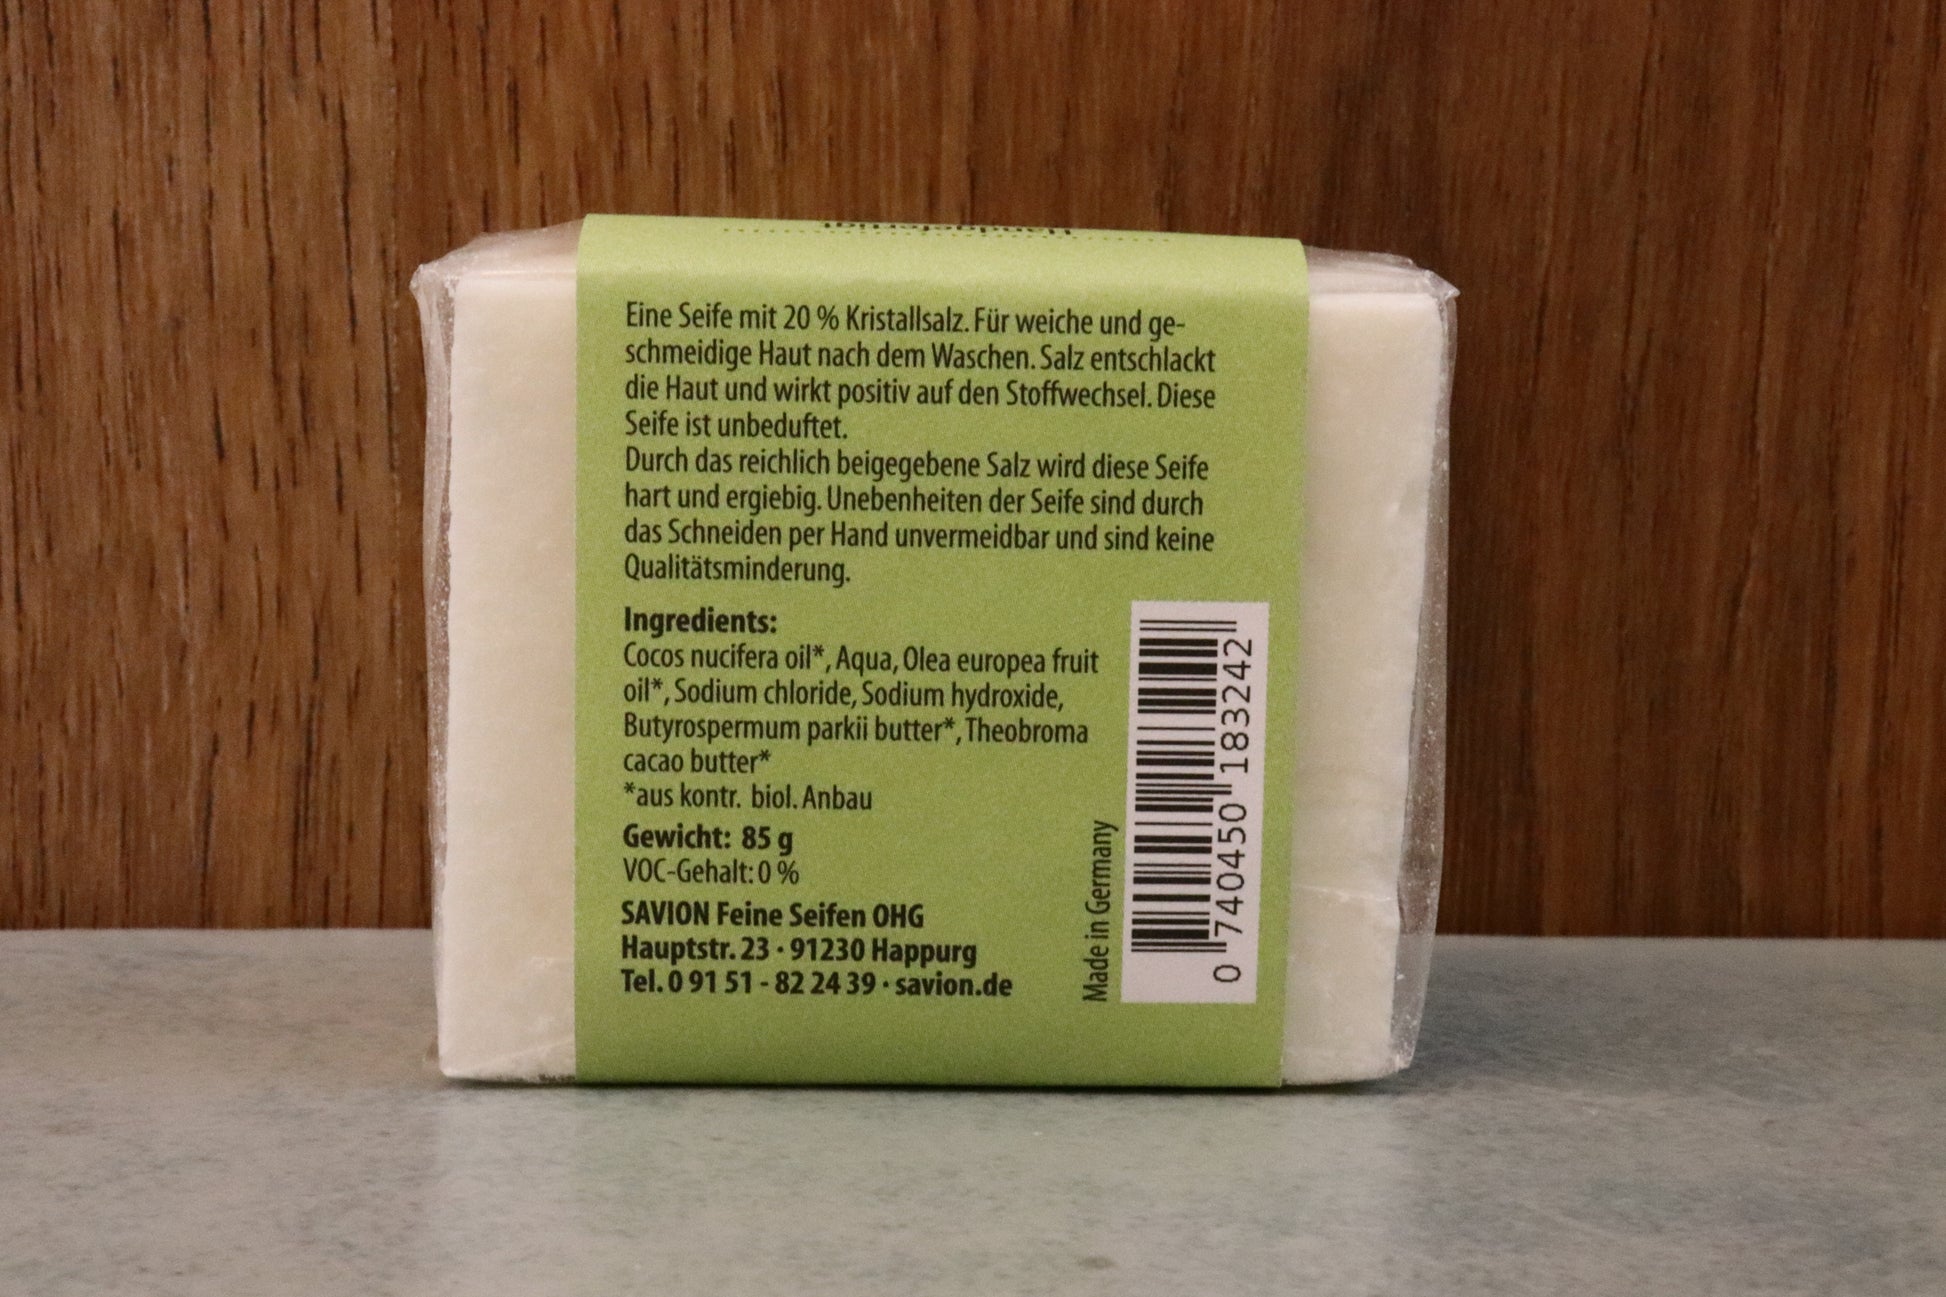 Handgefertigt
Eine Seife mit 20 % Kristallsalz. Für weiche und ge-
schmeidige Haut nach dem Waschen. Salz entschlackt
die Haut und wirkt positiv auf den Stoffwechsel. Diese
Seife ist unbeduftet.
Durch das reichlich beigegebene Salz wird diese Seife
hart und ergiebig. Unebenheiten der Seife sind durch
das Schneiden per Hand unvermeidbar und sind keine
Qualitätsminderung.
Ingredients:
Cocos nucifera oil*, Aqua, Olea europea fruit
oil*, Sodium chloride, Sodium hydroxide,
Butyrospermum parkii butter*, Theobroma
cacao butter*
*aus kontr. biol. Anbau
Gewicht: 85 g
VOC-Gehalt: 0 %
SAVION Feine Seifen OHG
Hauptstr. 23 · 91230 Happurg
Tel. 0 91 51 - 82 24 39 · savion.de
Made in Germany
0 740450 183242